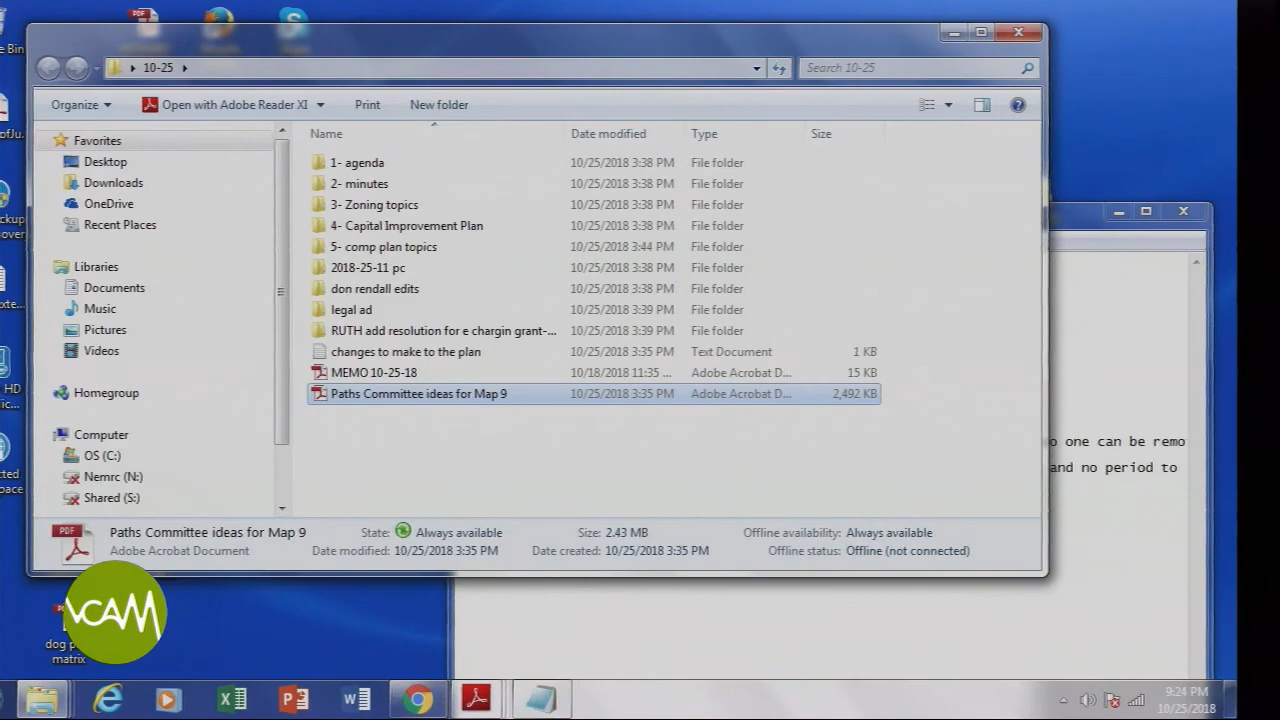 10-25
Search 10-25
Organize Open with Adobe Reader XI Print New folder
Name Date modified Type Size
Favorites
Desktop
Downloads
OneDrive
Recent Places
Libraries
Documents
Music
Pictures
Videos
Homegroup
Computer
OS (C:)
Nemrc (N:)
Shared (S:)
1- agenda 10/25/2018 3:38 PM File folder
2- minutes 10/25/2018 3:38 PM File folder
3- Zoning topics 10/25/2018 3:38 PM File folder
4- Capital Improvement Plan 10/25/2018 3:38 PM File folder
5- comp plan topics 10/25/2018 3:44 PM File folder
2018-25-11 pc 10/25/2018 3:38 PM File folder
don rendall edits 10/25/2018 3:38 PM File folder
legal ad 10/25/2018 3:39 PM File folder
RUTH add resolution for e chargin grant-... 10/25/2018 3:39 PM File folder
changes to make to the plan 10/25/2018 3:35 PM Text Document 1 KB
MEMO 10-25-18 10/18/2018 11:35 ... Adobe Acrobat D... 15 KB
Paths Committee ideas for Map 9 10/25/2018 3:35 PM Adobe Acrobat D... 2,492 KB
o one can be remo
and no period to
PDF
Paths Committee ideas for Map 9 State: Always available Size: 2.43 MB Offline availability: Always available
Adobe Acrobat Document Date modified: 10/25/2018 3:35 PM Date created: 10/25/2018 3:35 PM Offline status: Offline (not connected)
e Bin
ofJu...
ckup
over
xte...
HD
ic...
cted
pace
VCAM
dog p
matrix
9:24 PM
10/25/2018